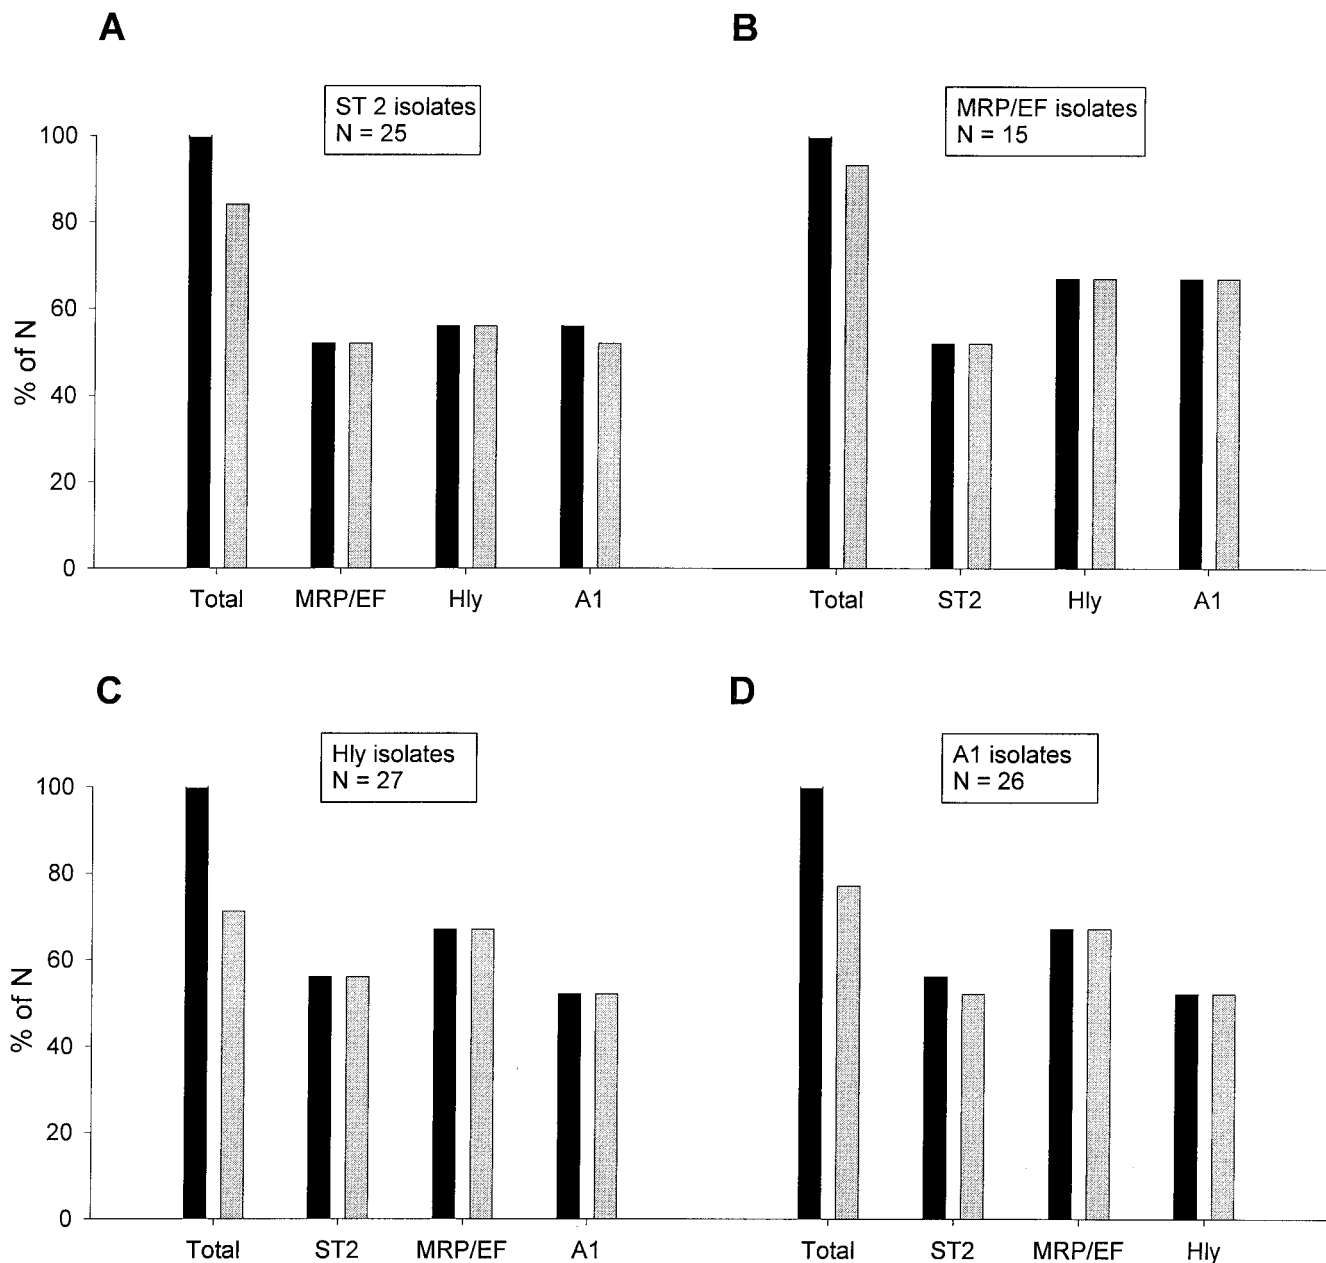 A
ST 2 isolates
N = 25
% of N
100
80
60
40
20
0
Total MRP/EF Hly A1
B
MRP/EF isolates
N = 15
Total ST2 Hly A1
C
Hly isolates
N = 27
% of N
100
80
60
40
20
0
Total ST2 MRP/EF A1
D
A1 isolates
N = 26
Total ST2 MRP/EF Hly